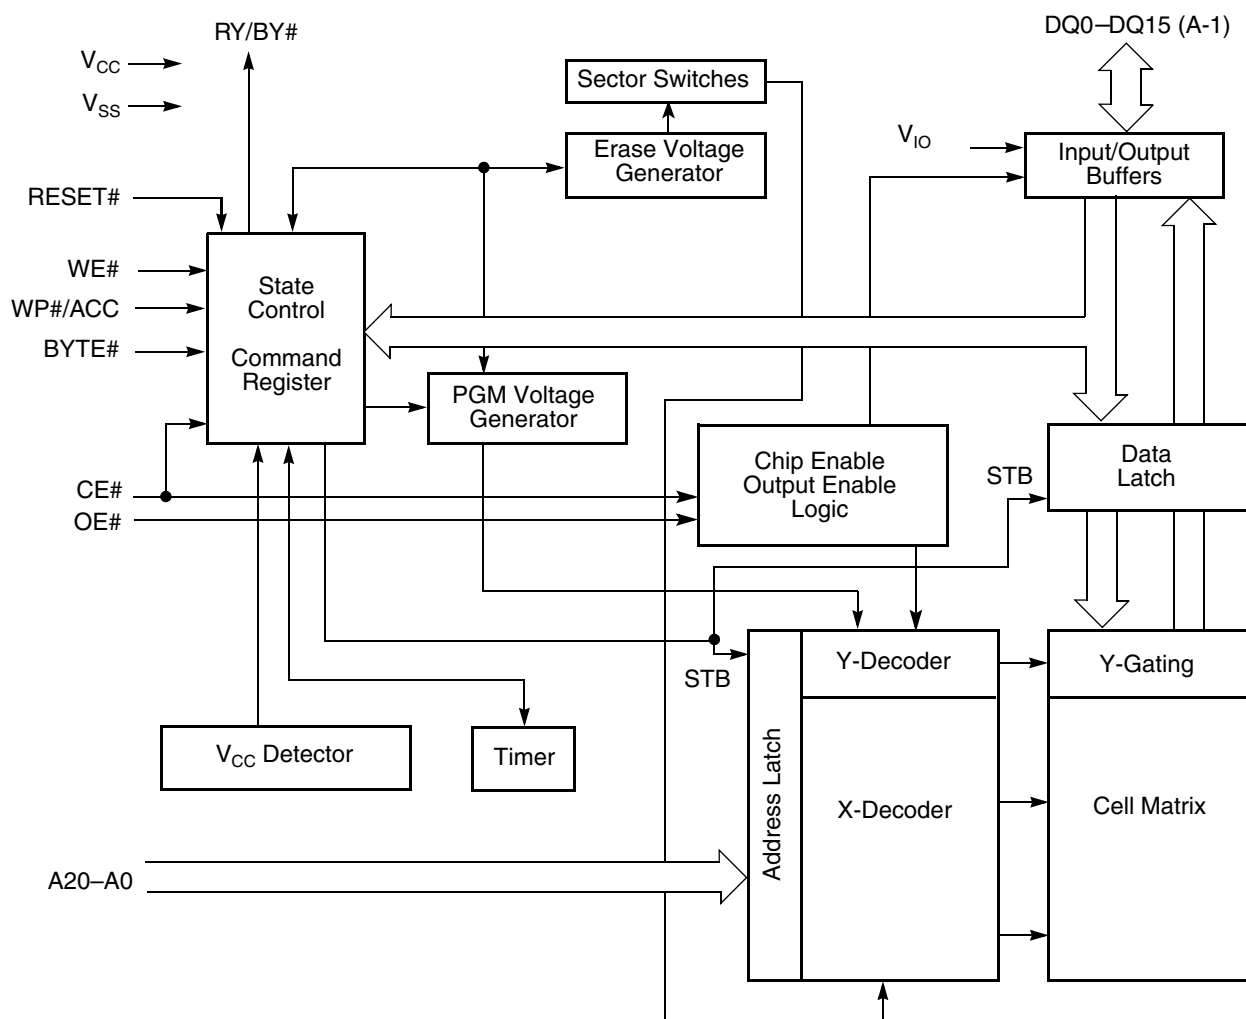 RY/BY#
DQ0–DQ15 (A-1)
VCC
VSS
Sector Switches
Erase Voltage
Generator
VIO
Input/Output
Buffers
RESET#
WE#
WP#/ACC
BYTE#
State
Control
Command
Register
PGM Voltage
Generator
Chip Enable
Output Enable
Logic
STB
Data
Latch
CE#
OE#
STB
Y-Decoder
Y-Gating
VCC Detector
Timer
Address Latch
X-Decoder
Cell Matrix
A20–A0